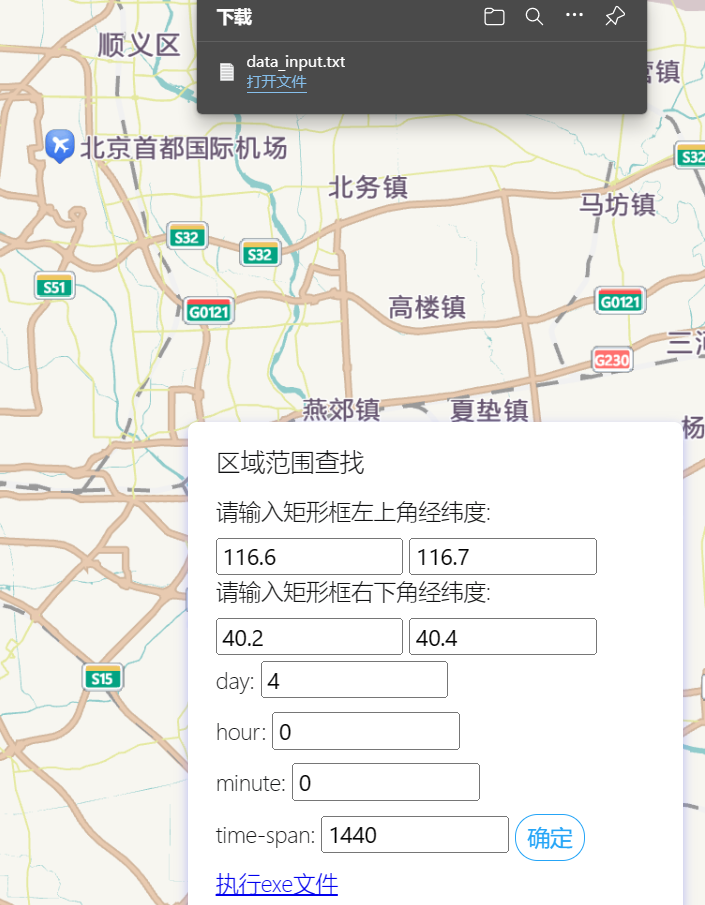 下载
data_input.txt
打开文件
顺义区
营镇
北京首都国际机场
S32
北务镇
马坊镇
S32
S32
S51
G0121
高楼镇
G0121
三河
G230
燕郊镇
夏垫镇
杨
区域范围查找
请输入矩形框左上角经纬度:
116.6 116.7
请输入矩形框右下角经纬度:
40.2 40.4
day: 4
hour: 0
minute: 0
S15
time-span: 1440 确定
执行exe文件